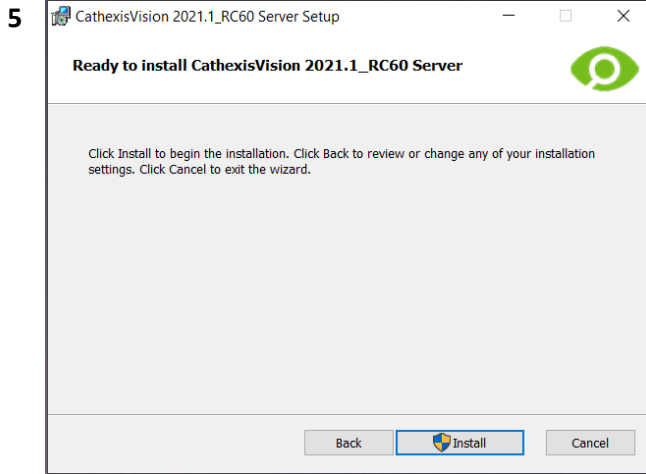 5
CathexisVision 2021.1_RC60 Server Setup
Ready to install CathexisVision 2021.1_RC60 Server
Click Install to begin the installation. Click Back to review or change any of your installation
settings. Click Cancel to exit the wizard.
Back
Install
Cancel